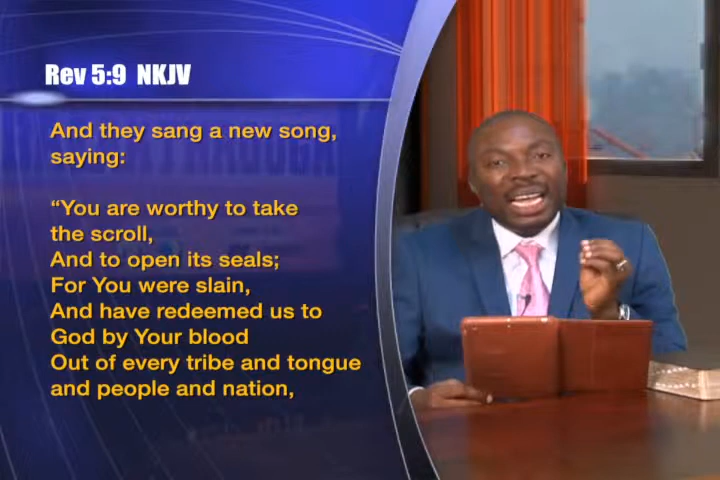 Rev 5:9 NKJV
And they sang a new song,
saying:
“You are worthy to take
the scroll,
And to open its seals;
For You were slain,
And have redeemed us to
God by Your blood
Out of every tribe and tongue
and people and nation,